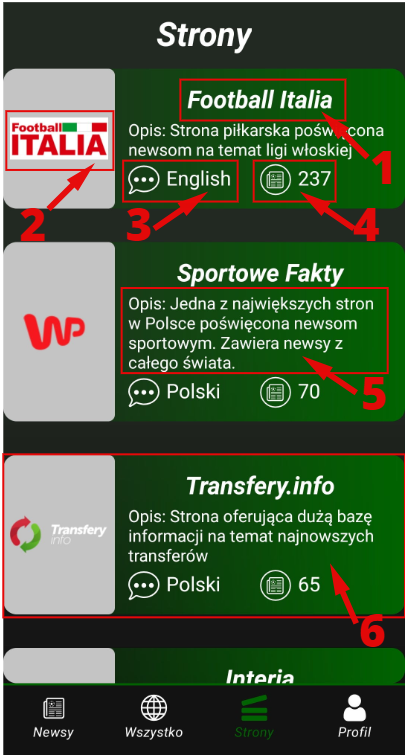 Strony
Football Italia
Football
ITALIA
Opis: Strona piłkarska poświęcona
newsom na temat ligi włoskiej
1
English
237
2
3
4
Sportowe Fakty
WP
Opis: Jedna z największych stron
w Polsce poświęcona newsom
sportowym. Zawiera newsy z
całego świata.
5
Polski
70
Transfery.info
Transfery
info
Opis: Strona oferująca dużą bazę
informacji na temat najnowszych
transferów
Polski
65
6
Interia
Newsy
Wszystko
Strony
Profil